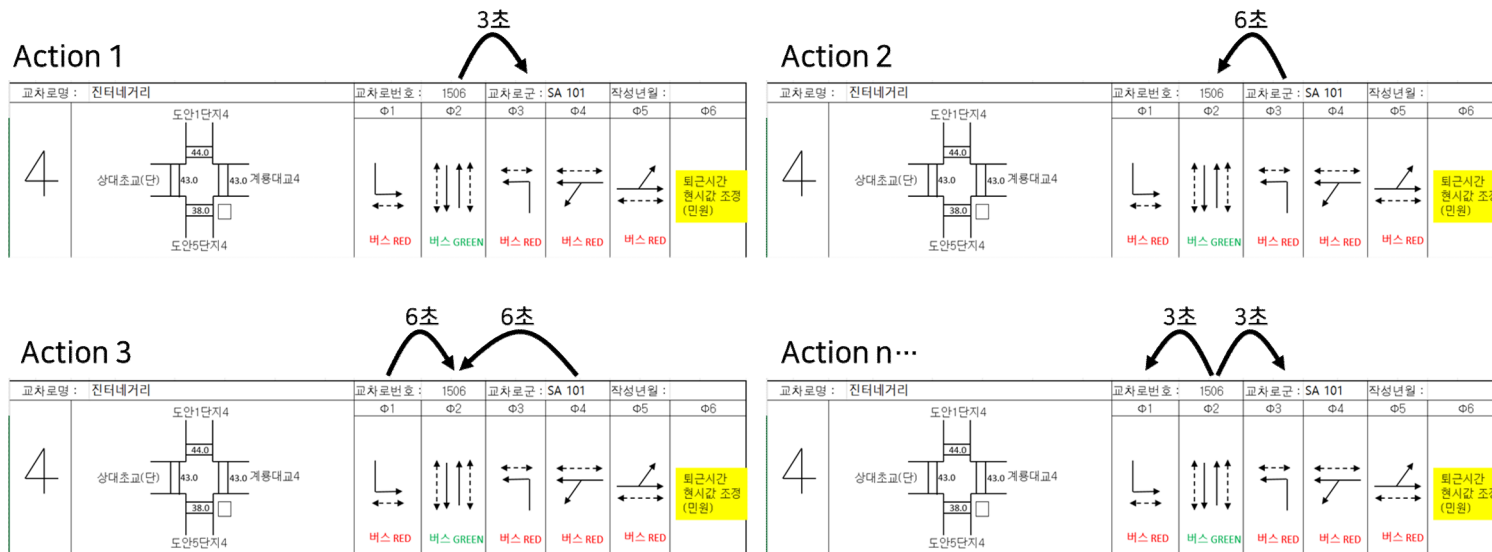 3초
Action 1
교차로명 : 진터네거리 교차로번호 : 1506 교차로군 : SA 101 작성년월 :
Φ1 Φ2 Φ3 Φ4 Φ5 Φ6
4
도안1단지4
44.0
상대초교(단) 43.0 43.0 계룡대교4
38.0
도안5단지4
퇴근시간
현시값 조정
(민원)
버스 RED 버스 GREEN 버스 RED 버스 RED 버스 RED
6초
Action 2
교차로명 : 진터네거리 교차로번호 : 1506 교차로군 : SA 101 작성년월 :
Φ1 Φ2 Φ3 Φ4 Φ5 Φ6
4
도안1단지4
44.0
상대초교(단) 43.0 43.0 계룡대교4
38.0
도안5단지4
퇴근시간
현시값 조정
(민원)
버스 RED 버스 GREEN 버스 RED 버스 RED 버스 RED
6초 6초
Action 3
교차로명 : 진터네거리 교차로번호 : 1506 교차로군 : SA 101 작성년월 :
Φ1 Φ2 Φ3 Φ4 Φ5 Φ6
4
도안1단지4
44.0
상대초교(단) 43.0 43.0 계룡대교4
38.0
도안5단지4
퇴근시간
현시값 조정
(민원)
버스 RED 버스 GREEN 버스 RED 버스 RED 버스 RED
3초 3초
Action n…
교차로명 : 진터네거리 교차로번호 : 1506 교차로군 : SA 101 작성년월 :
Φ1 Φ2 Φ3 Φ4 Φ5 Φ6
4
도안1단지4
44.0
상대초교(단) 43.0 43.0 계룡대교4
38.0
도안5단지4
퇴근시간
현시값 조정
(민원)
버스 RED 버스 GREEN 버스 RED 버스 RED 버스 RED